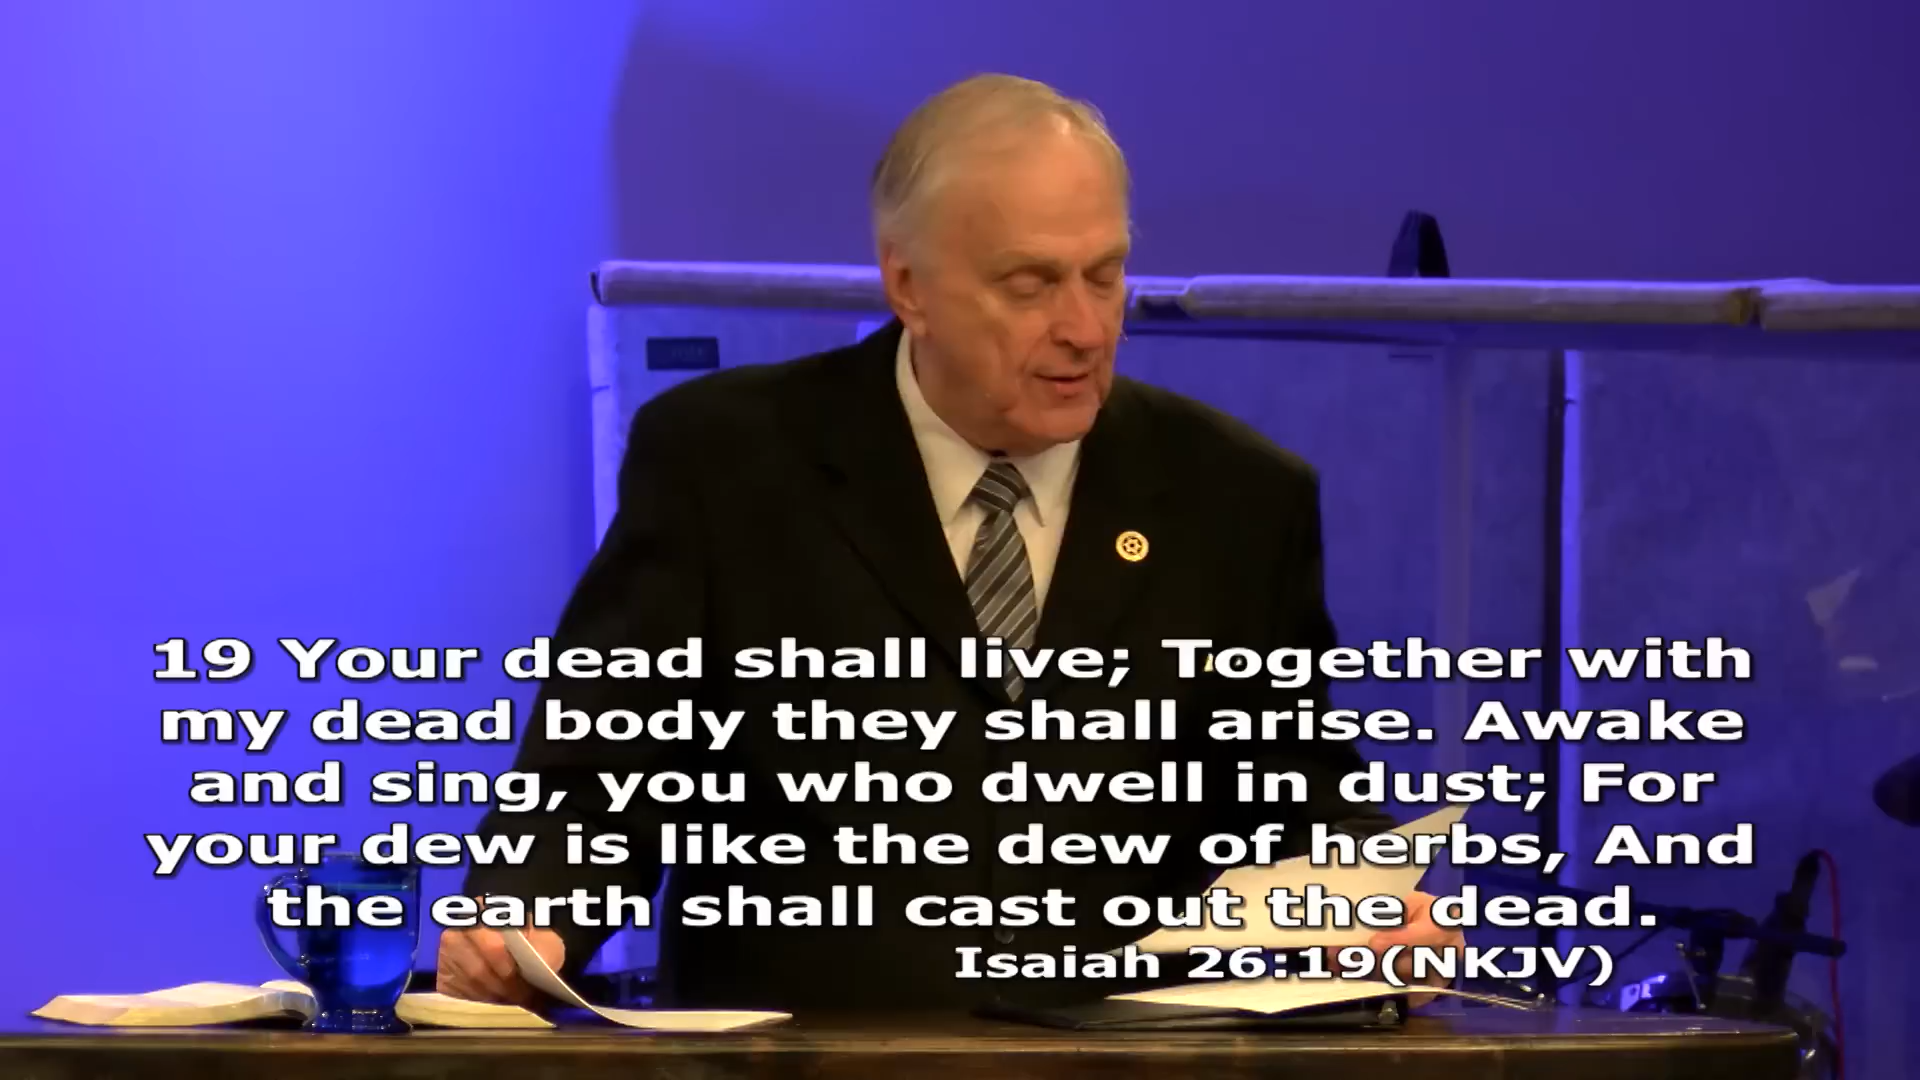 19 Your dead shall live; Together with
my dead body they shall arise. Awake
and sing, you who dwell in dust; For
your dew is like the dew of herbs, And
the earth shall cast out the dead.
Isaiah 26:19(NKJV)